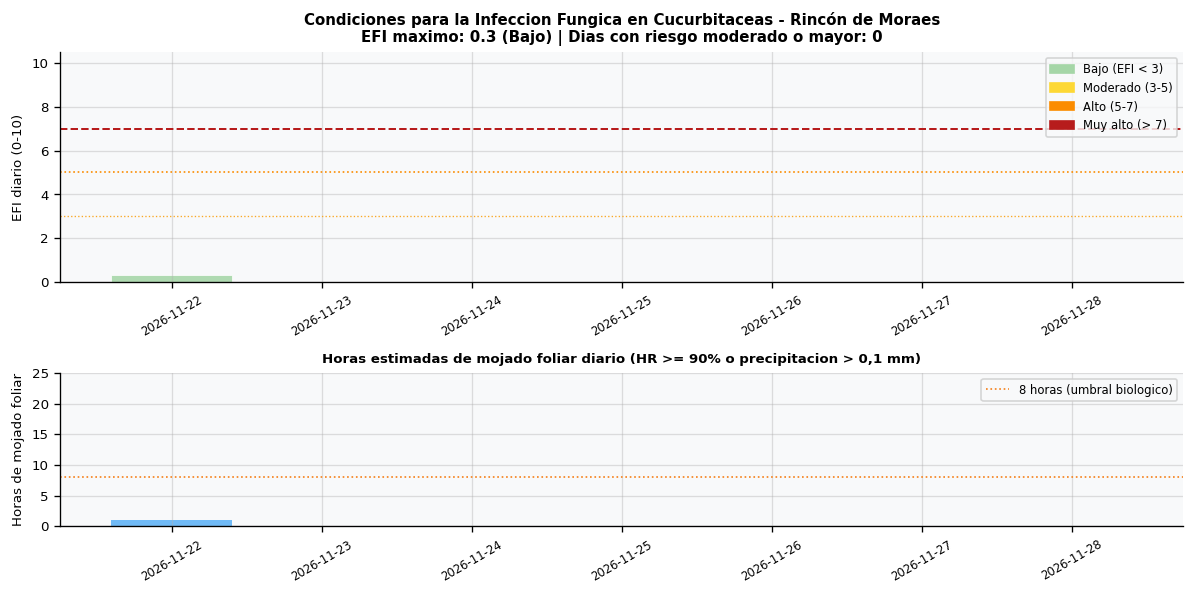 Condiciones para la Infeccion Fungica en Cucurbitaceas - Rincón de Moraes
EFI maximo: 0.3 (Bajo) | Dias con riesgo moderado o mayor: 0
EFI diario (0-10)
10
8
6
4
2
0
Bajo (EFI < 3)
Moderado (3-5)
Alto (5-7)
Muy alto (> 7)
2026-11-22
2026-11-23
2026-11-24
2026-11-25
2026-11-26
2026-11-27
2026-11-28
Horas estimadas de mojado foliar diario (HR >= 90% o precipitacion > 0,1 mm)
Horas de mojado foliar
25
20
15
10
5
0
8 horas (umbral biologico)
2026-11-22
2026-11-23
2026-11-24
2026-11-25
2026-11-26
2026-11-27
2026-11-28